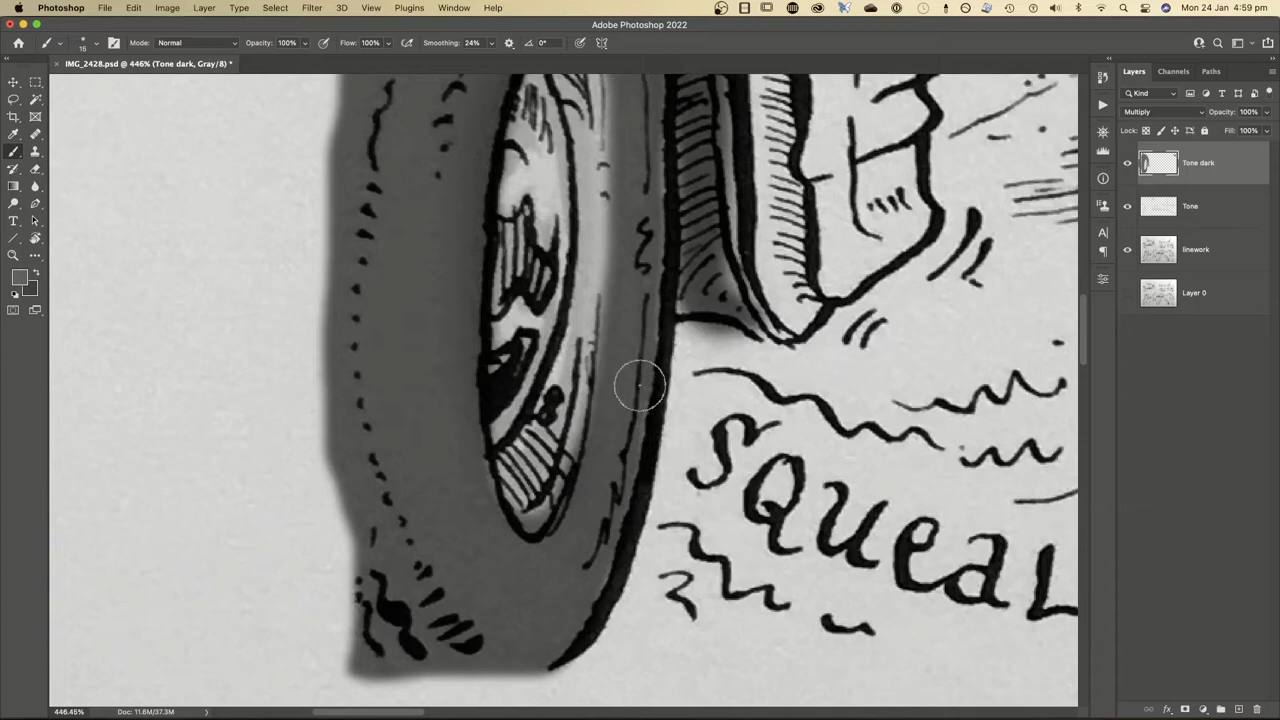 Photoshop File Edit Image Layer Type Select Filter 3D View Plugins Window Help Mon 24 Jan 4:59 pm
Adobe Photoshop 2022
15 Mode: Normal Opacity: 100% Flow: 100% Smoothing: 24% 0°
IMG_2428.psd @ 446% (Tone dark, Gray/8) *
Layers Channels Paths
Kind
Multiply Opacity: 100%
Lock: Fill: 100%
Tone dark
Tone
linework
Layer 0
SQUEAL
446.45% Doc: 11.6M/37.3M